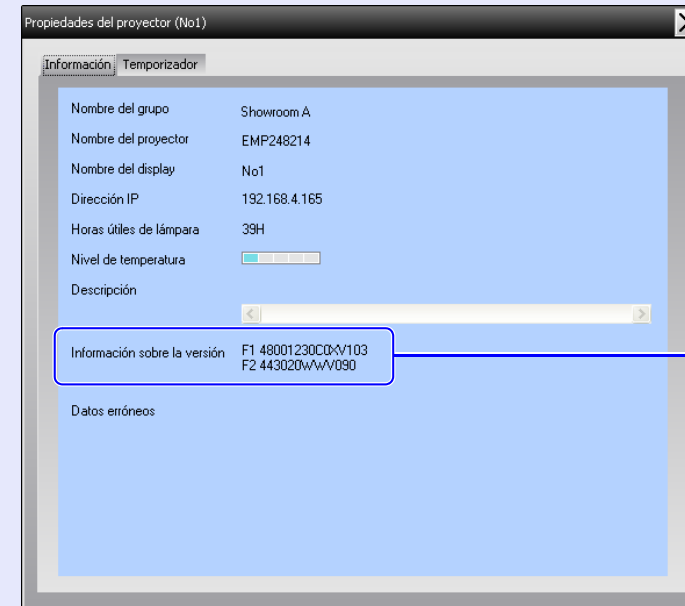 Propiedades del proyector (No1)
Información Temporizador
Nombre del grupo Showroom A
Nombre del proyector EMP248214
Nombre del display No1
Dirección IP 192.168.4.165
Horas útiles de lámpara 39H
Nivel de temperatura
Descripción
Información sobre la versión F1 48001230C0XV103
F2 443020WWV090
Datos erróneos